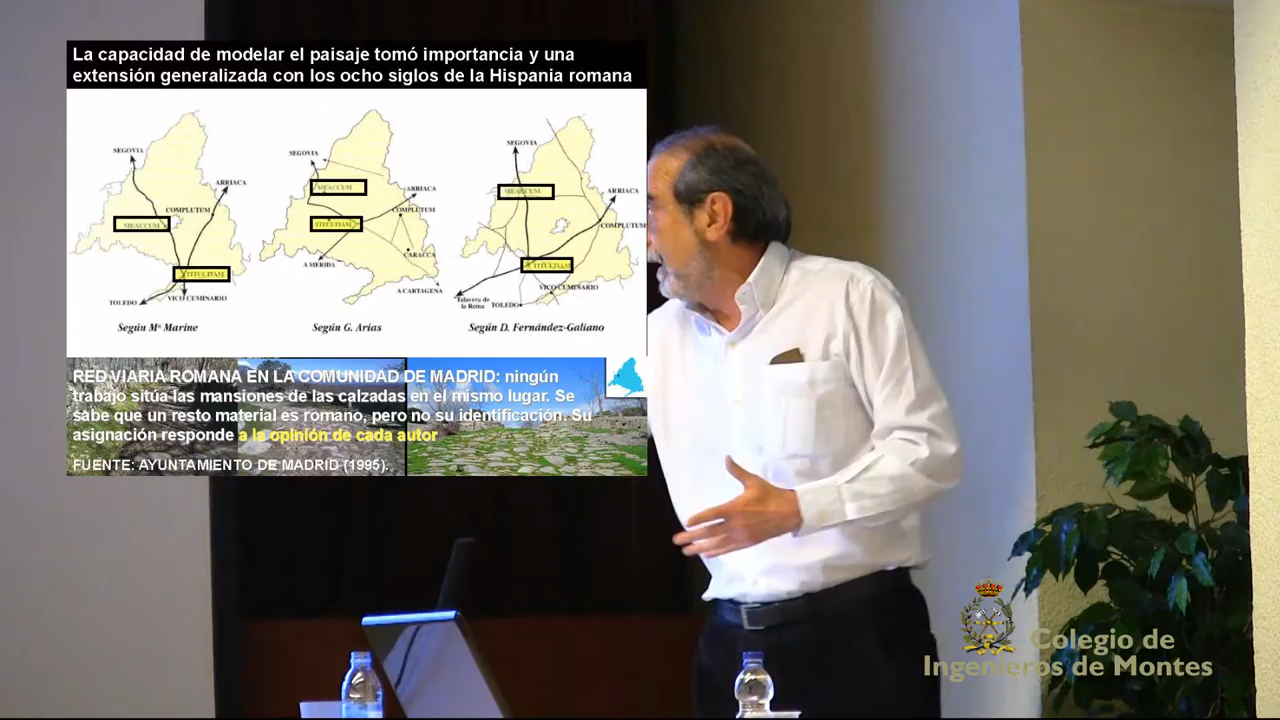 La capacidad de modelar el paisaje tomó importancia y una
extensión generalizada con los ocho siglos de la Hispania romana
SEGOVIA
ARRIACA
COMPLUTUM
MEACCUM
TITULTIAM
TOLEDO
VICO CUMINARIO
Según Mª Marine
SEGOVIA
MEACCUM
ARRIACA
TITULTIAM
COMPLUTUM
CARACCA
A MERIDA
A CARTAGENA
Según G. Arias
SEGOVIA
MEACCUM
ARRIACA
COMPLUTUM
TITULTIAM
VICO CUMINARIO
Talavera de
la Reina
TOLEDO
Según D. Fernández-Galiano
RED VIARIA ROMANA EN LA COMUNIDAD DE MADRID: ningún
trabajo sitúa las mansiones de las calzadas en el mismo lugar. Se
sabe que un resto material es romano, pero no su identificación. Su
asignación responde a la opinión de cada autor
FUENTE: AYUNTAMIENTO DE MADRID (1995).
Colegio de
Ingenieros de Montes